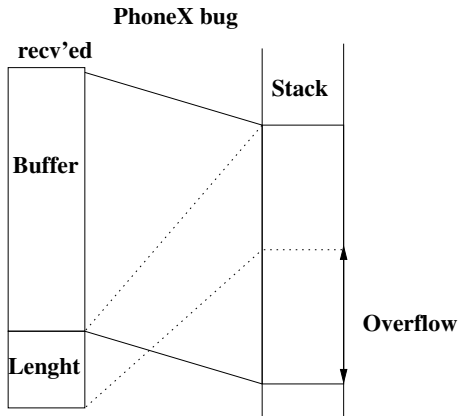 PhoneX bug
recv'ed
Stack
Buffer
Overflow
Lenght